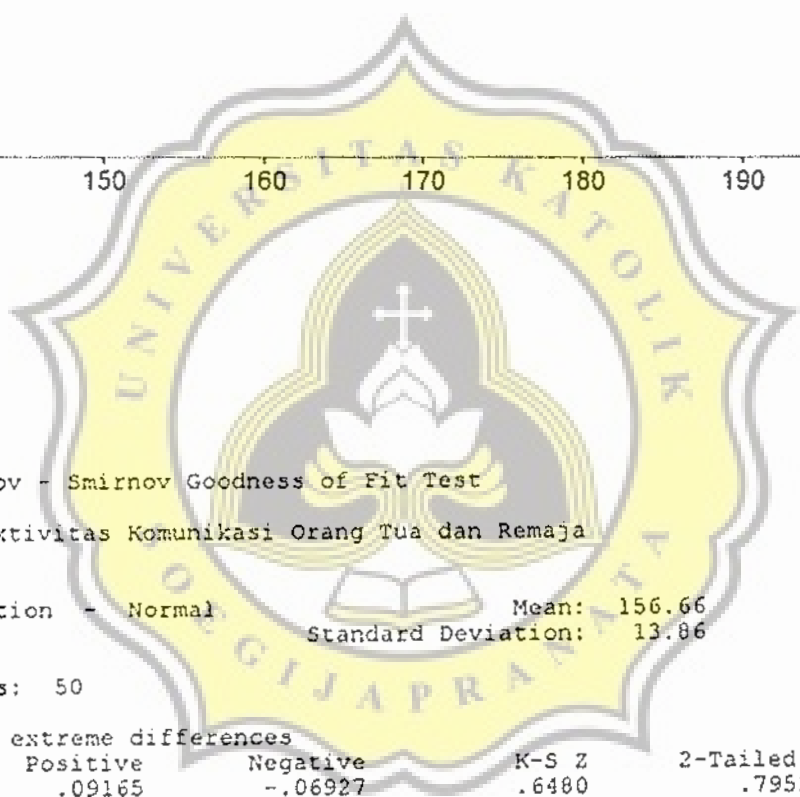 150 160 170 180 190
UNIVERSITAS KATOLIK
SOEGIJAPRANATA
ov - Smirnov Goodness of Fit Test
ktivitas Komunikasi Orang Tua dan Remaja
tion - Normal Mean: 156.66
Standard Deviation: 13.86
s: 50
extreme differences
Positive Negative K-S Z 2-Tailed
.09165 -.06927 .6480 .795